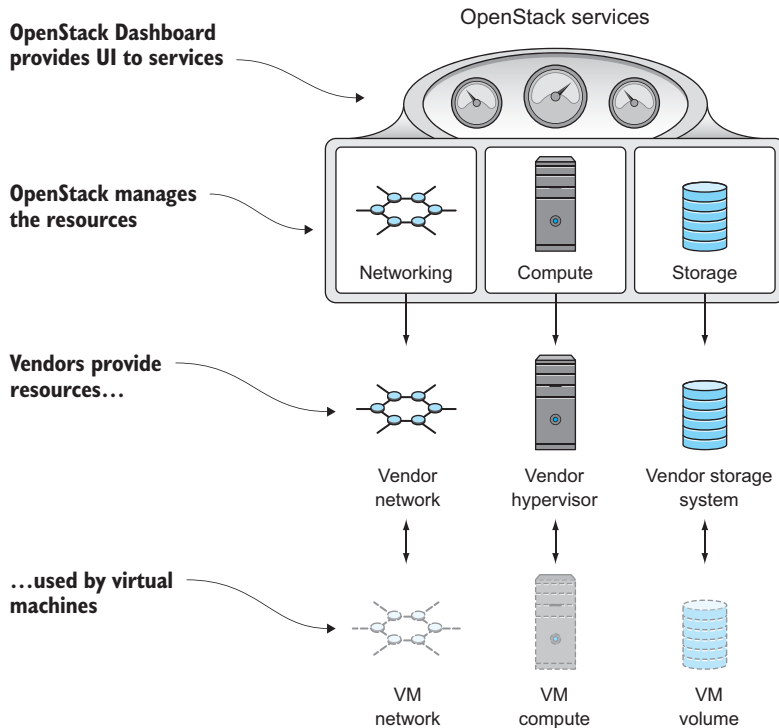 OpenStack services
OpenStack Dashboard
provides UI to services
OpenStack manages
the resources
Networking
Compute
Storage
Vendors provide
resources…
Vendor
network
Vendor
hypervisor
Vendor storage
system
…used by virtual
machines
VM
network
VM
compute
VM
volume